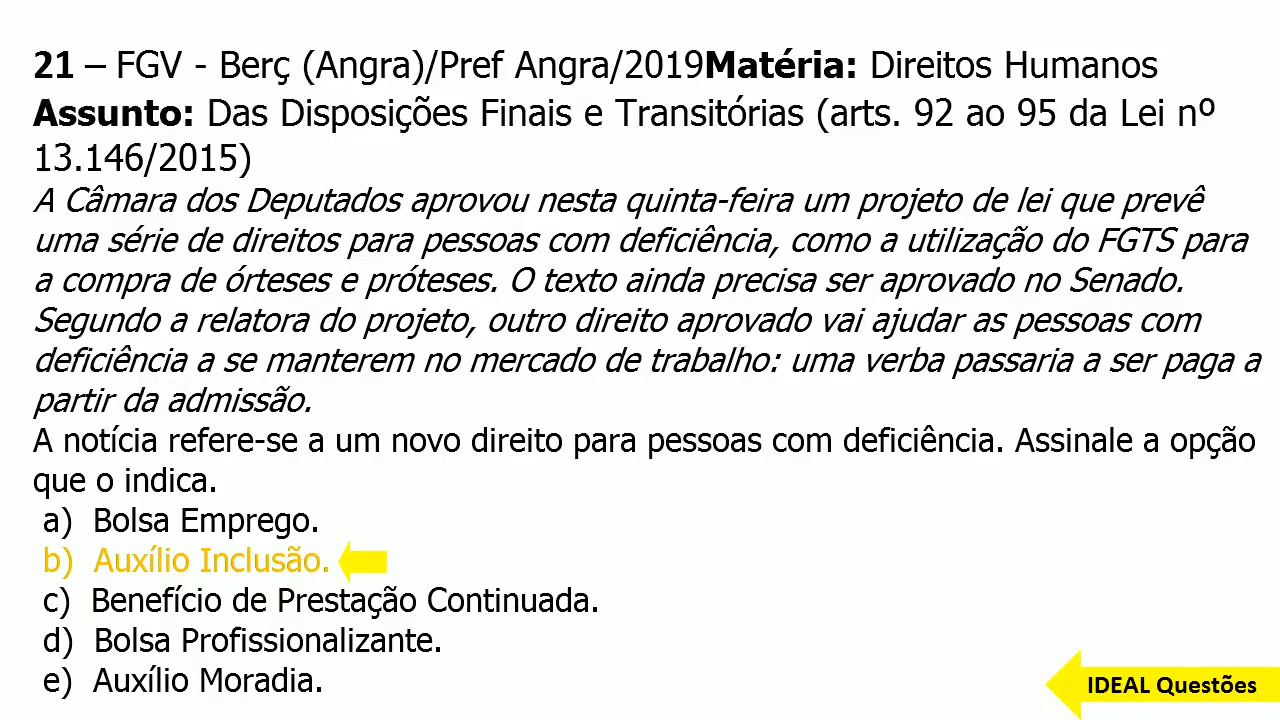 21 – FGV - Berç (Angra)/Pref Angra/2019Matéria: Direitos Humanos
Assunto: Das Disposições Finais e Transitórias (arts. 92 ao 95 da Lei nº
13.146/2015)
A Câmara dos Deputados aprovou nesta quinta-feira um projeto de lei que prevê
uma série de direitos para pessoas com deficiência, como a utilização do FGTS para
a compra de órteses e próteses. O texto ainda precisa ser aprovado no Senado.
Segundo a relatora do projeto, outro direito aprovado vai ajudar as pessoas com
deficiência a se manterem no mercado de trabalho: uma verba passaria a ser paga a
partir da admissão.
A notícia refere-se a um novo direito para pessoas com deficiência. Assinale a opção
que o indica.
a) Bolsa Emprego.
b) Auxílio Inclusão.
c) Benefício de Prestação Continuada.
d) Bolsa Profissionalizante.
e) Auxílio Moradia.
IDEAL Questões